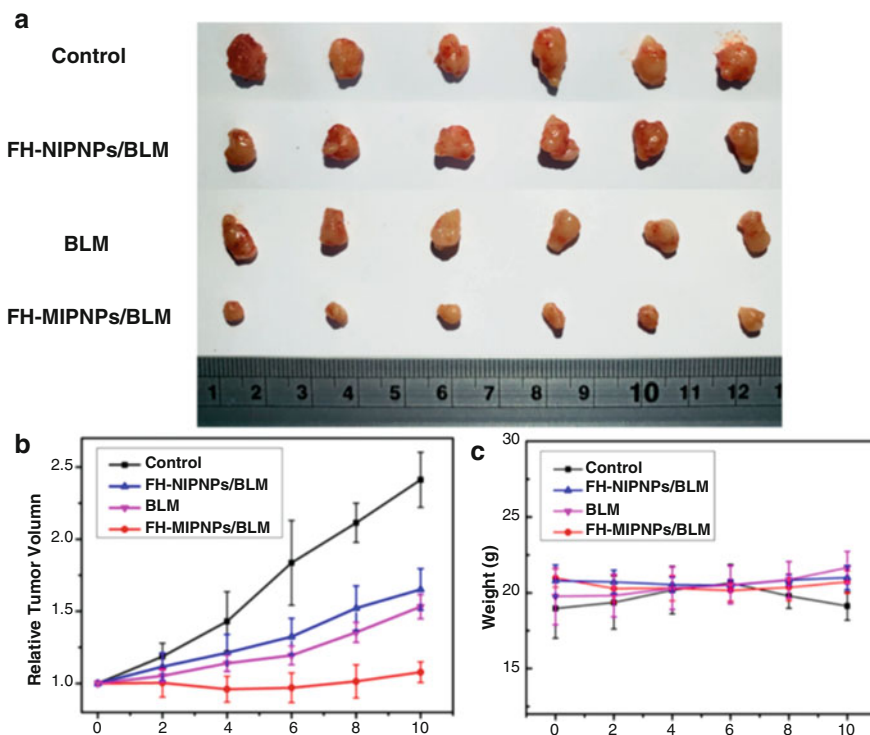 a
Control
FH-NIPNPs/BLM
BLM
FH-MIPNPs/BLM
1 2 3 4 5 6 7 8 9 10 11 12 1
b
Relative Tumor Volumn
2.5
2.0
1.5
1.0
Control
FH-NIPNPs/BLM
BLM
FH-MIPNPs/BLM
0 2 4 6 8 10
c
Weight (g)
30
25
20
15
Control
FH-NIPNPs/BLM
BLM
FH-MIPNPs/BLM
0 2 4 6 8 10